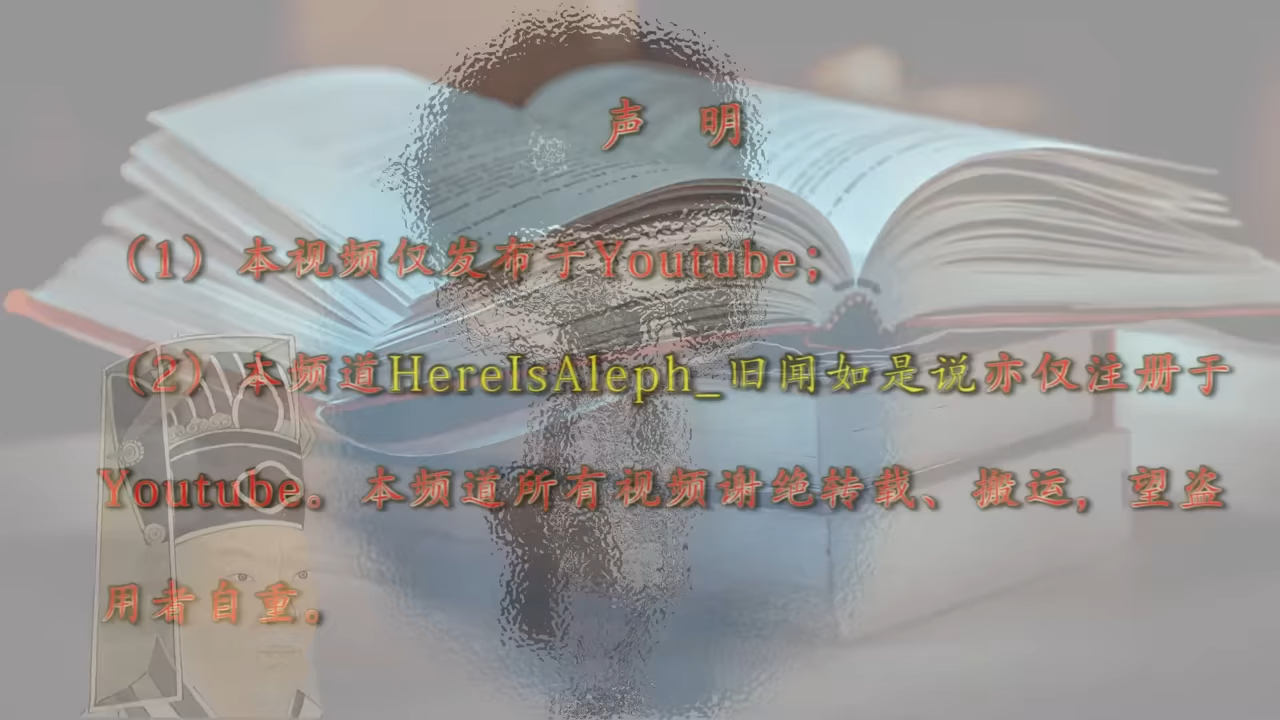 声 明
（1）本视频仅发布于Youtube；
（2）本频道HereIsAleph_旧闻如是说亦仅注册于
Youtube。本频道所有视频谢绝转载、搬运，望盗
用者自重。